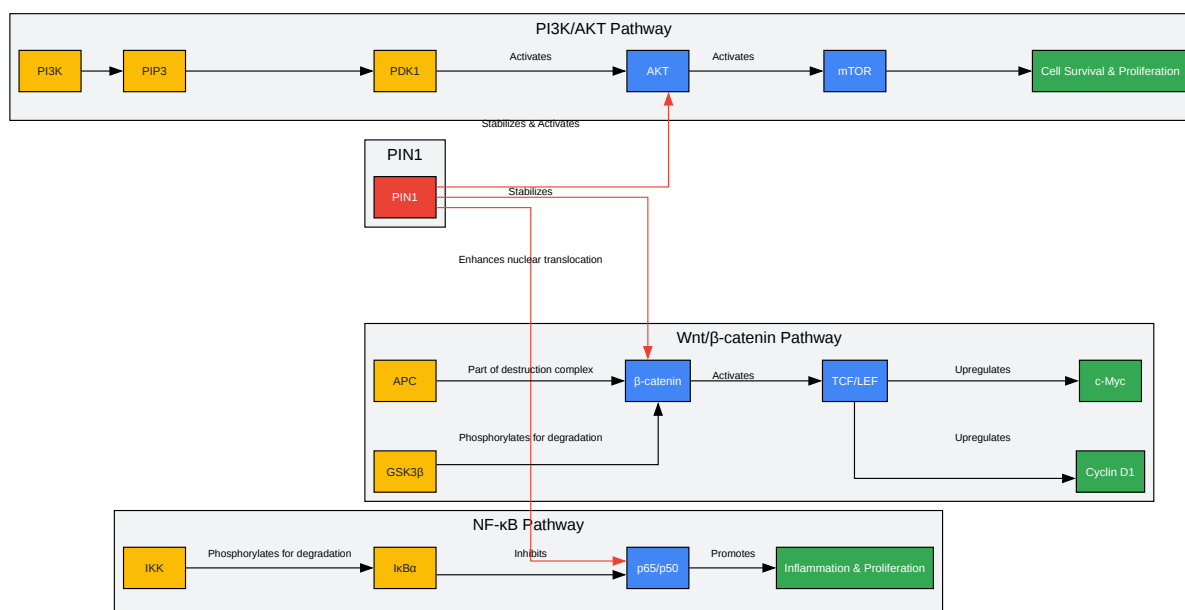 PI3K/AKT Pathway
PI3K
PIP3
PDK1
Activates
AKT
Activates
mTOR
Cell Survival & Proliferation
Stabilizes & Activates
PIN1
PIN1
Stabilizes
Enhances nuclear translocation
Wnt/β-catenin Pathway
APC
Part of destruction complex
β-catenin
Activates
TCF/LEF
Upregulates
c-Myc
GSK3β
Phosphorylates for degradation
Upregulates
Cyclin D1
NF-κB Pathway
IKK
Phosphorylates for degradation
IκBα
Inhibits
p65/p50
Promotes
Inflammation & Proliferation